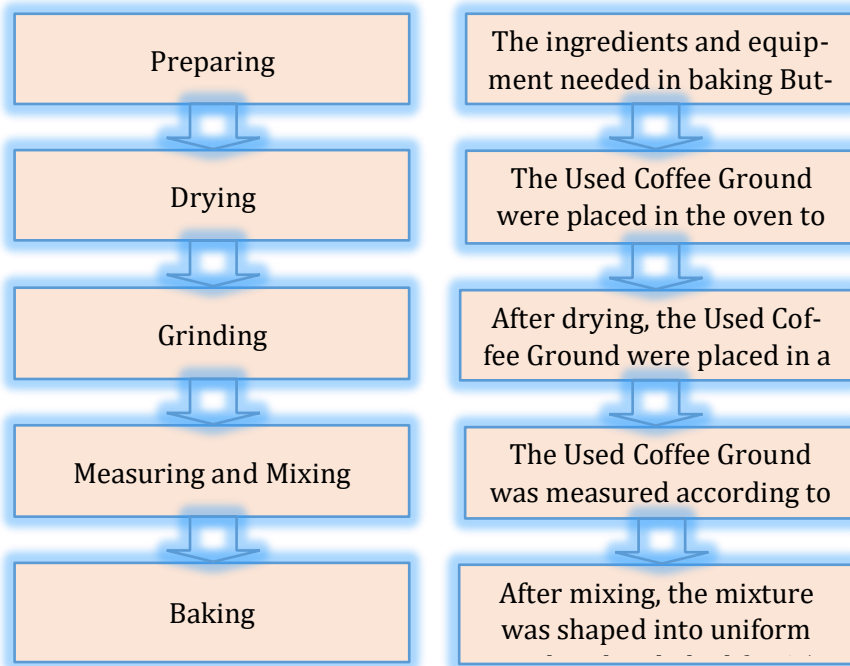 Preparing
The ingredients and equip-
ment needed in baking But-
Drying
The Used Coffee Ground
were placed in the oven to
Grinding
After drying, the Used Cof-
fee Ground were placed in a
Measuring and Mixing
The Used Coffee Ground
was measured according to
Baking
After mixing, the mixture
was shaped into uniform